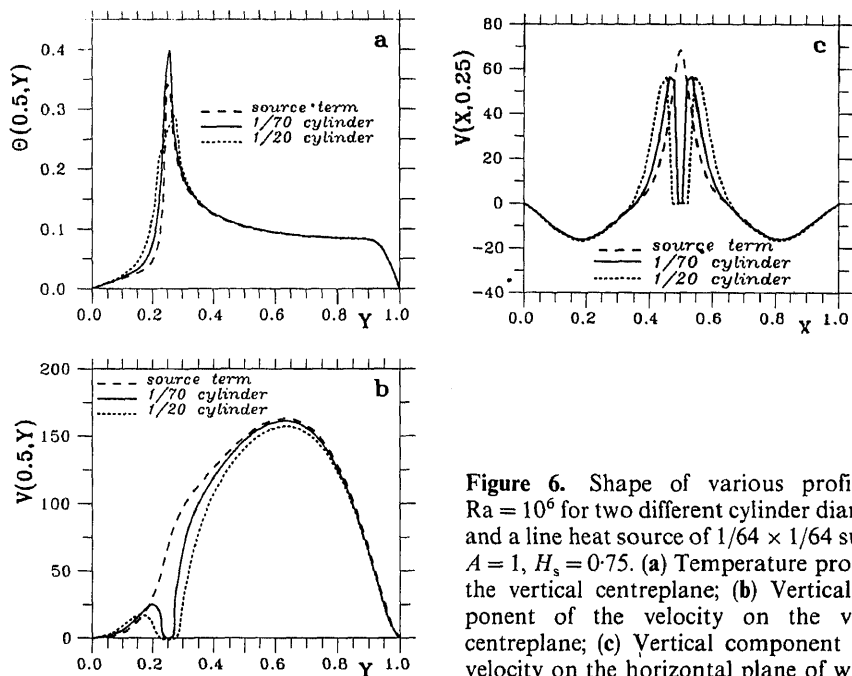 a
0.4
0.3
0.2
0.1
0.0
Θ(0.5,Y)
source term
1/70 cylinder
1/20 cylinder
0.0 0.2 0.4 0.6 0.8 1.0
Y
c
80
60
40
20
0
-20
-40
V(X,0.25)
source term
1/70 cylinder
1/20 cylinder
0.0 0.2 0.4 0.6 0.8 1.0
X
b
200
150
100
50
0
V(0.5,Y)
source term
1/70 cylinder
1/20 cylinder
0.0 0.2 0.4 0.6 0.8 1.0
Y
Figure 6. Shape of various profi
Ra = 10⁶ for two different cylinder diar
and a line heat source of 1/64 × 1/64 su
A = 1, Hₛ = 0·75. (a) Temperature pro
the vertical centreplane; (b) Vertical
ponent of the velocity on the v
centreplane; (c) Vertical component
velocity on the horizontal plane of w